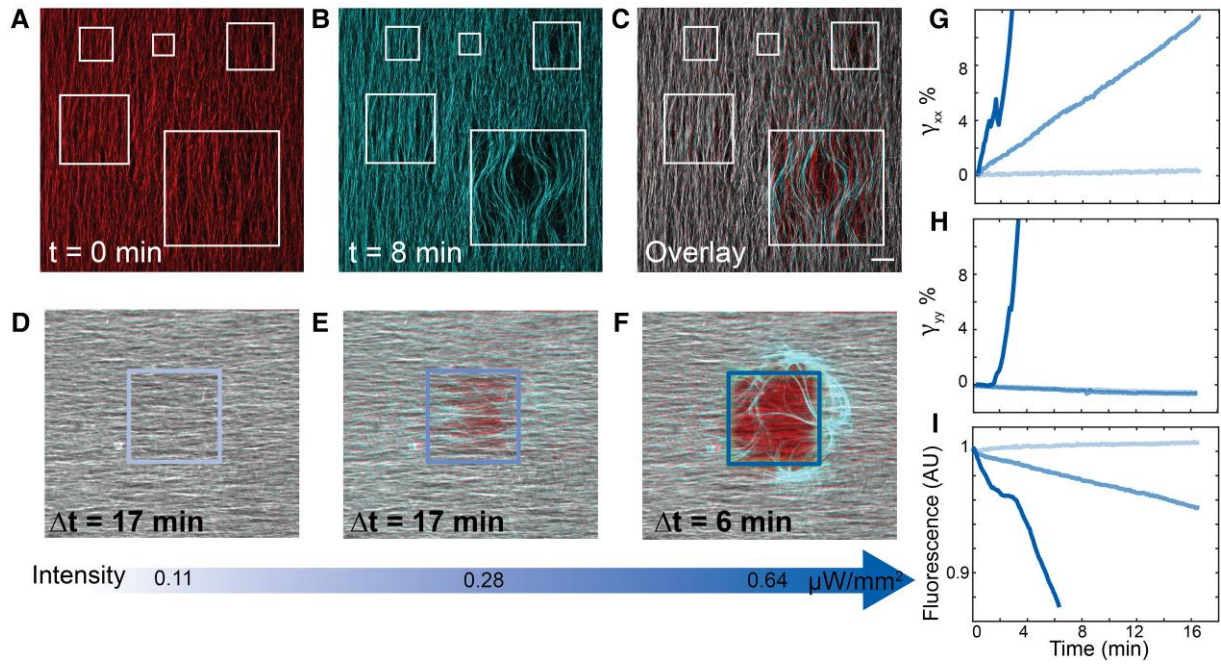 A
t = 0 min
B
t = 8 min
C
Overlay
D
Δt = 17 min
E
Δt = 17 min
F
Δt = 6 min
Intensity 0.11 0.28 0.64 µW/mm²
G
γxx %
8
4
0
H
γyy %
8
4
0
I
Fluorescence (AU)
1
0.9
0 4 8 12 16
Time (min)